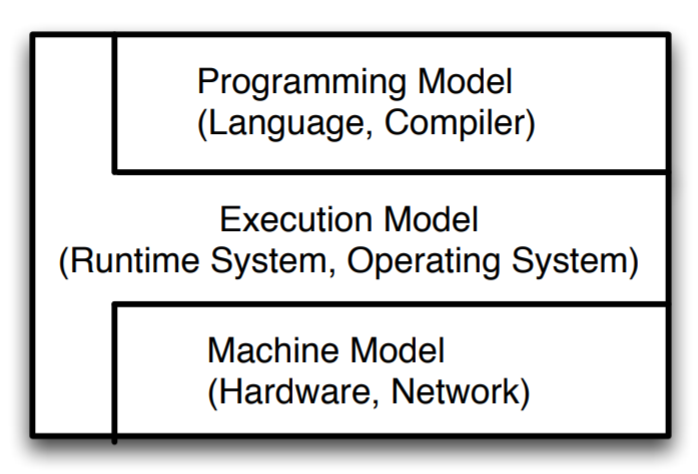 Programming Model
(Language, Compiler)
Execution Model
(Runtime System, Operating System)
Machine Model
(Hardware, Network)